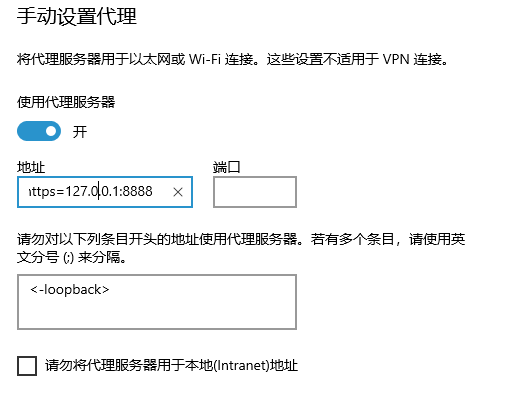 手动设置代理
将代理服务器用于以太网或 Wi-Fi 连接。这些设置不适用于 VPN 连接。
使用代理服务器
开
地址 端口
ttps=127.0.0.1:8888
请勿对以下列条目开头的地址使用代理服务器。若有多个条目，请使用英
文分号 (;) 来分隔。
<-loopback>
请勿将代理服务器用于本地(Intranet)地址